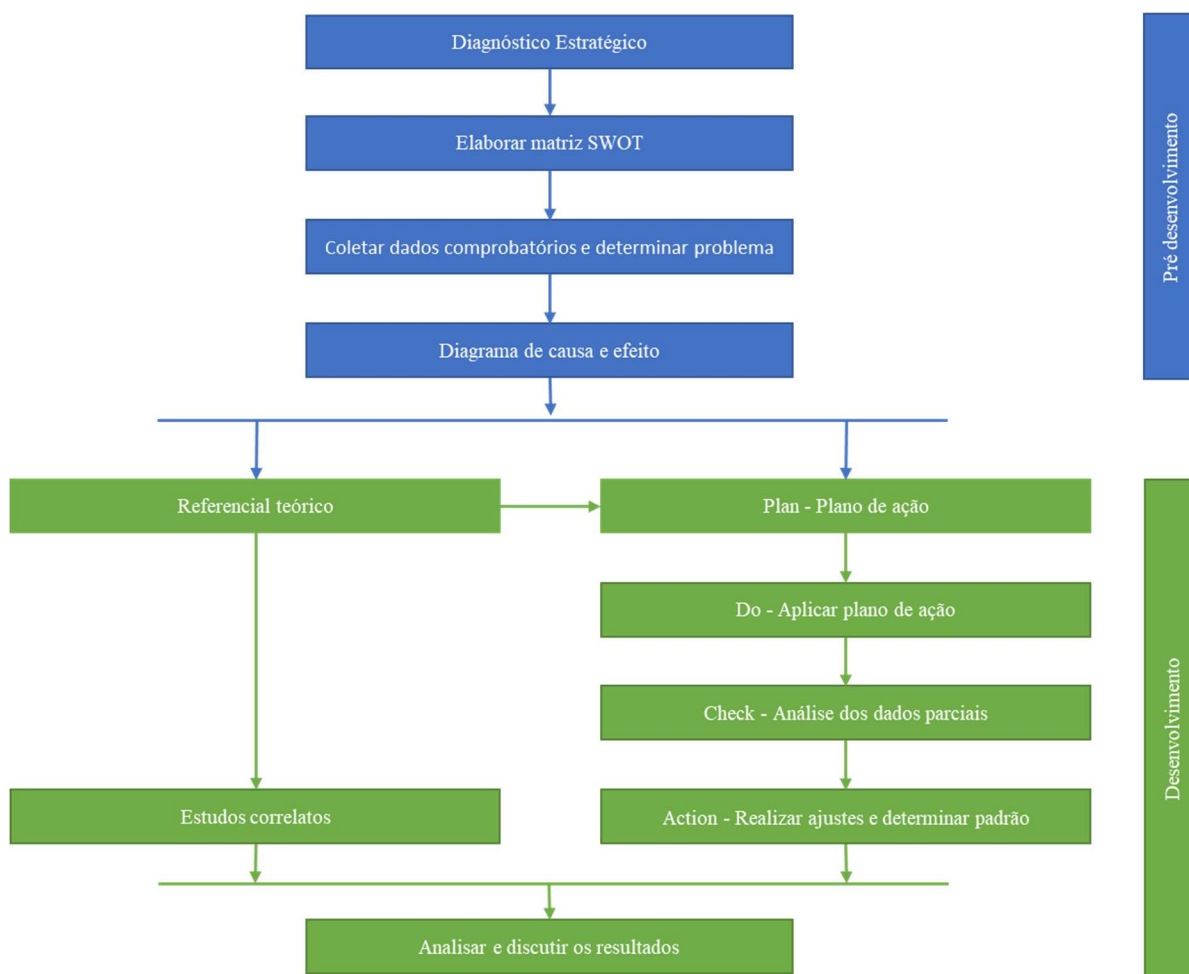 Diagnóstico Estratégico
Elaborar matriz SWOT
Coletar dados comprobatórios e determinar problema
Diagrama de causa e efeito
Pré desenvolvimento
Referencial teórico
Plan - Plano de ação
Do - Aplicar plano de ação
Check - Análise dos dados parciais
Estudos correlatos
Action - Realizar ajustes e determinar padrão
Analisar e discutir os resultados
Desenvolvimento